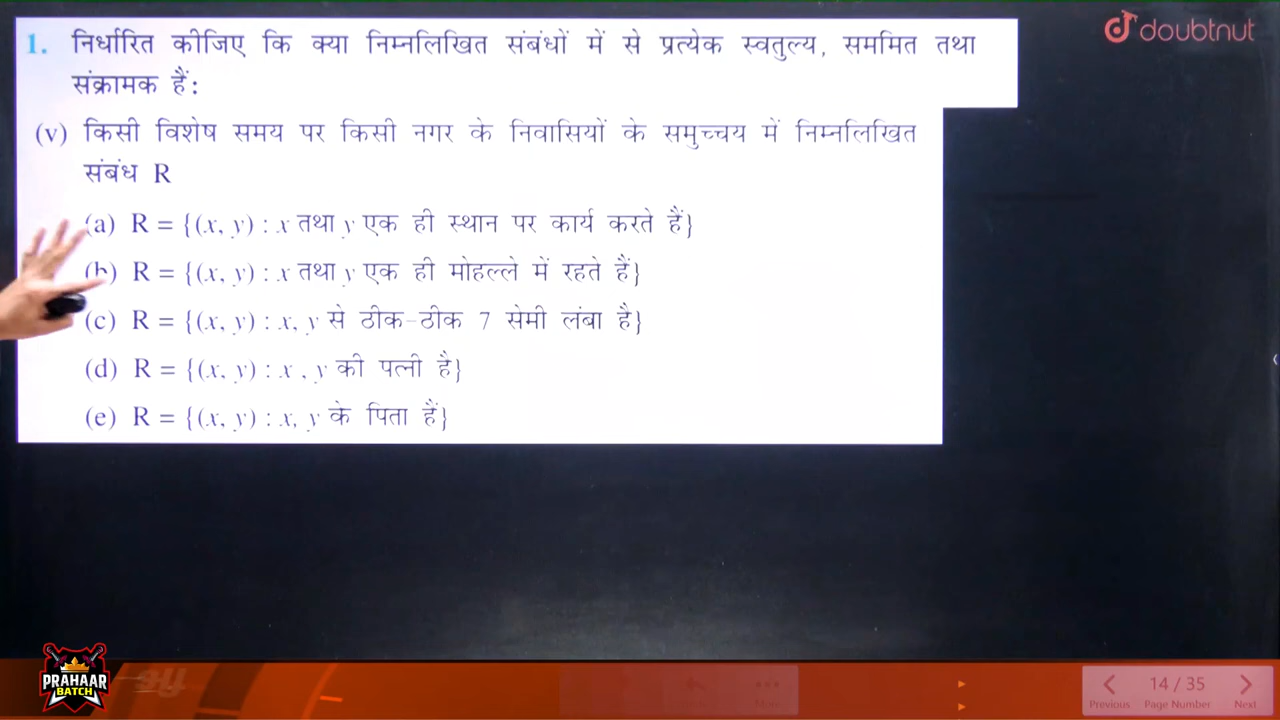 doubtnut
1. निर्धारित कीजिए कि क्या निम्नलिखित संबंधों में से प्रत्येक स्वतुल्य, सममित तथा
संक्रामक हैं:
(v) किसी विशेष समय पर किसी नगर के निवासियों के समुच्चय में निम्नलिखित
संबंध R
(a) R = {(x, y) : x तथा y एक ही स्थान पर कार्य करते हैं}
(b) R = {(x, y) : x तथा y एक ही मोहल्ले में रहते हैं}
(c) R = {(x, y) : x, y से ठीक-ठीक 7 सेमी लंबा है}
(d) R = {(x, y) : x , y की पत्नी है}
(e) R = {(x, y) : x, y के पिता हैं}
PRAHAAR
BATCH
14 / 35
Previous Page Number Next